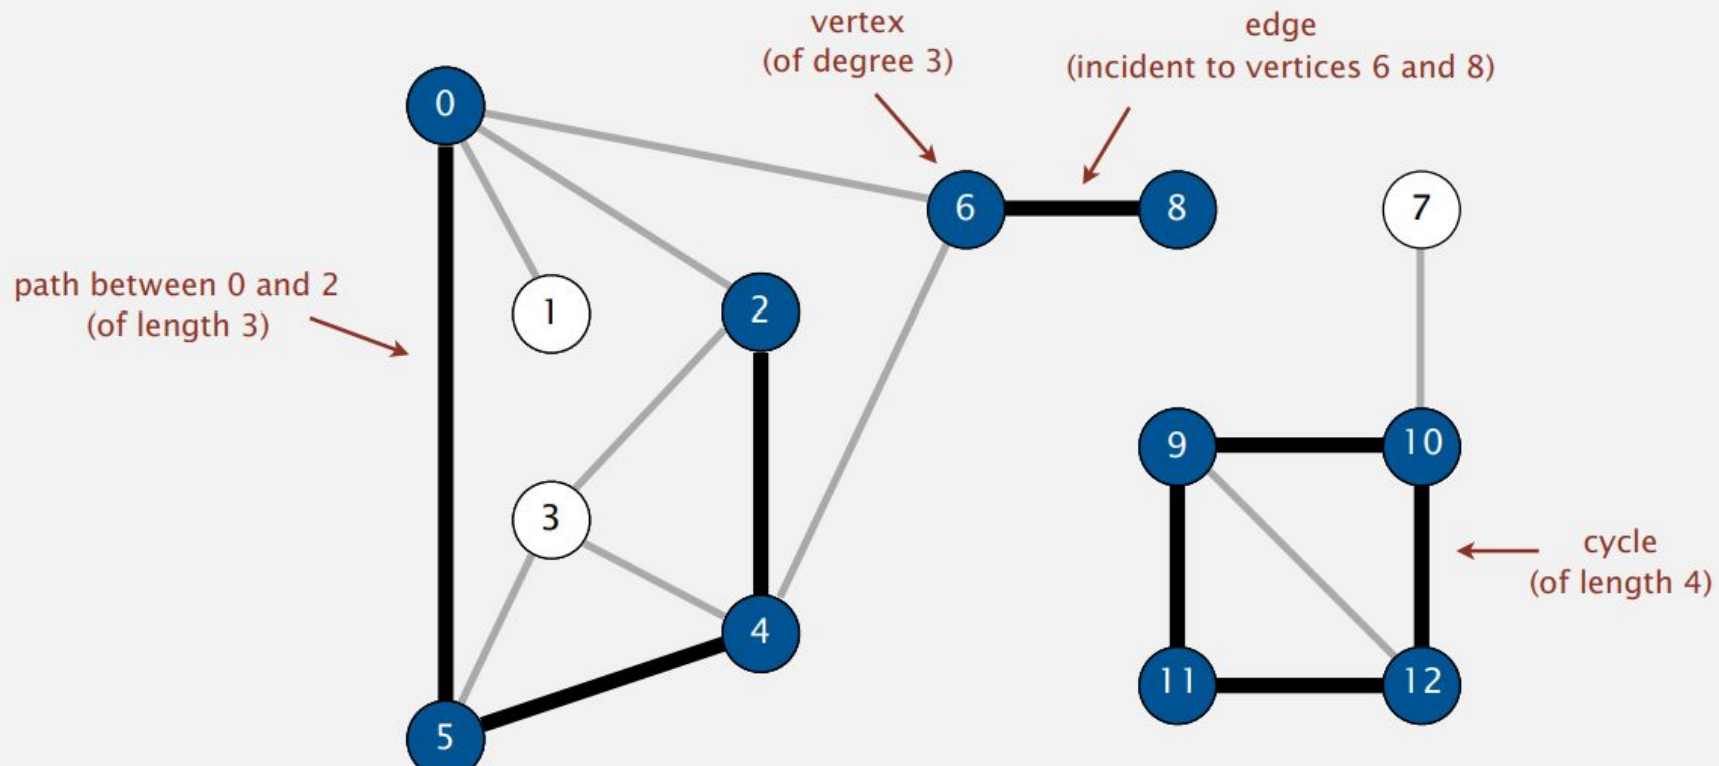 vertex
(of degree 3)
edge
(incident to vertices 6 and 8)
0
6
8
7
path between 0 and 2
(of length 3)
1
2
9
10
3
cycle
(of length 4)
4
11
12
5